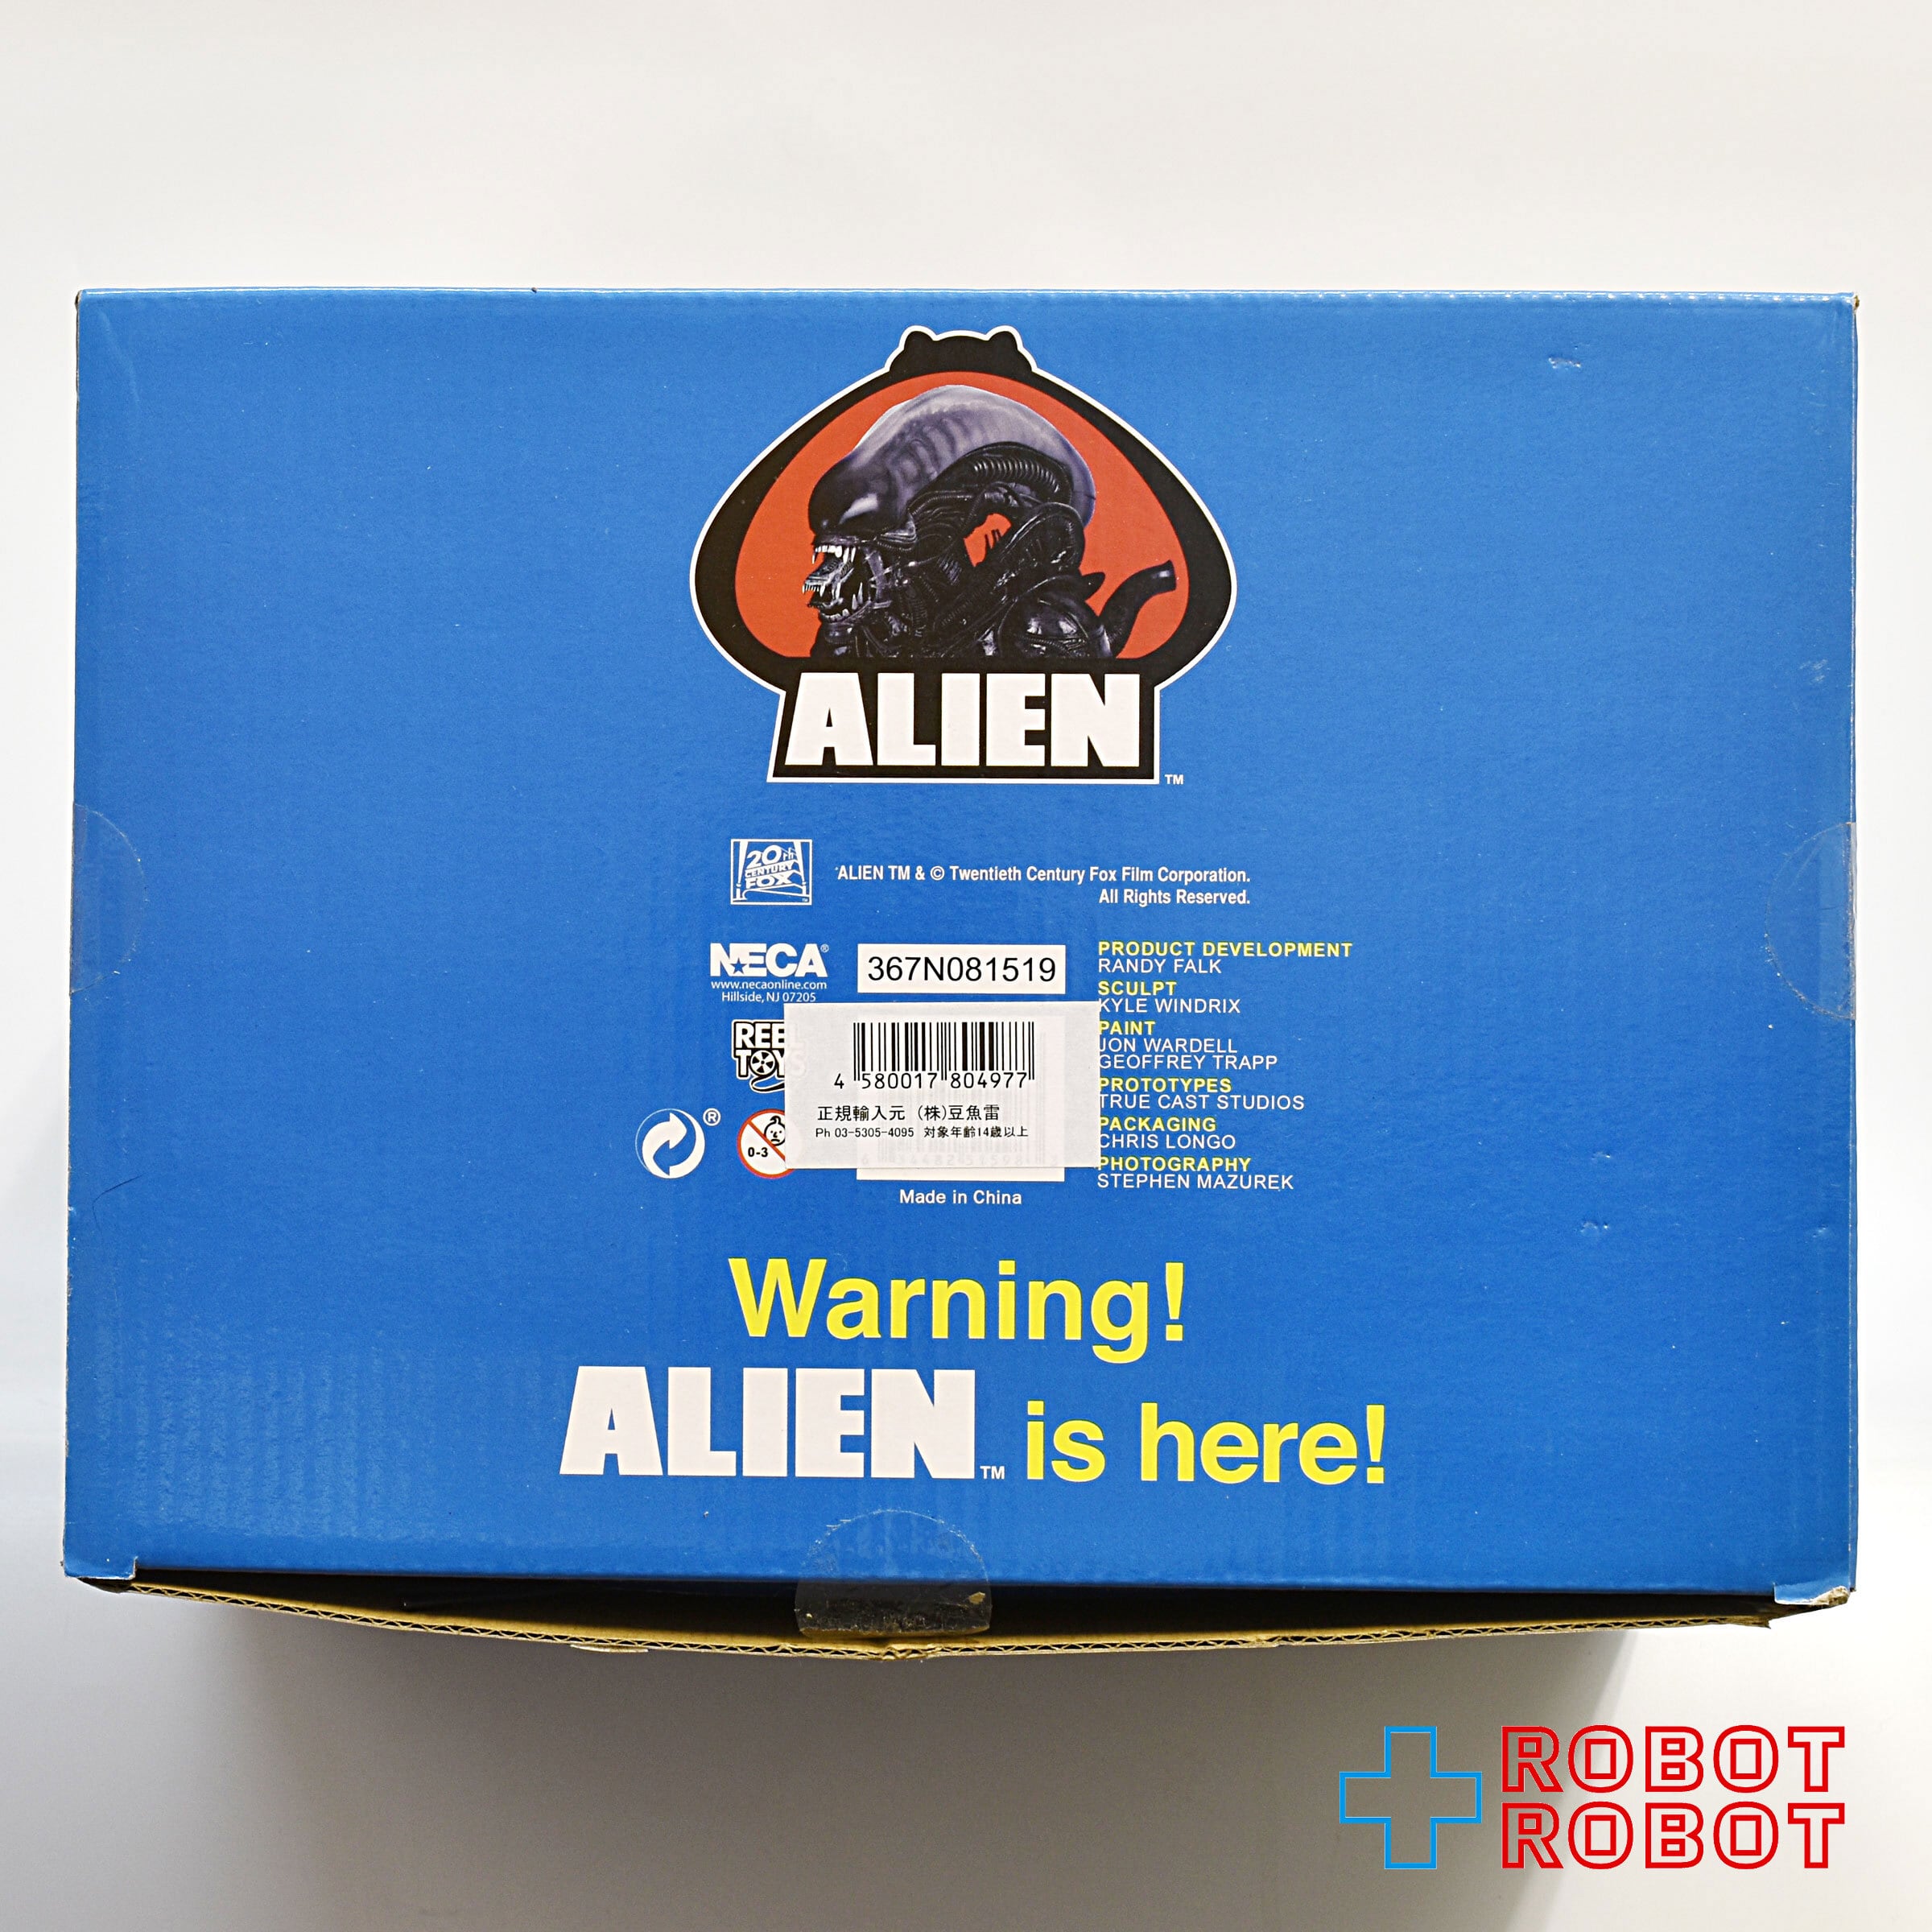 ALIEN
TM
20TH
CENTURY
FOX
ALIEN TM & © Twentieth Century Fox Film Corporation.
All Rights Reserved.
NECA®
www.necaonline.com
Hillside, NJ 07205
367N081519
REEL
TOYS
4 580017 804977
正規輸入元 (株)豆魚雷
Ph 03-5305-4095 対象年齢14歳以上
®
0-3
Made in China
PRODUCT DEVELOPMENT
RANDY FALK
SCULPT
KYLE WINDRIX
PAINT
JON WARDELL
GEOFFREY TRAPP
PROTOTYPES
TRUE CAST STUDIOS
PACKAGING
CHRIS LONGO
PHOTOGRAPHY
STEPHEN MAZUREK
Warning!
ALIEN TM is here!
ROBOT
ROBOT